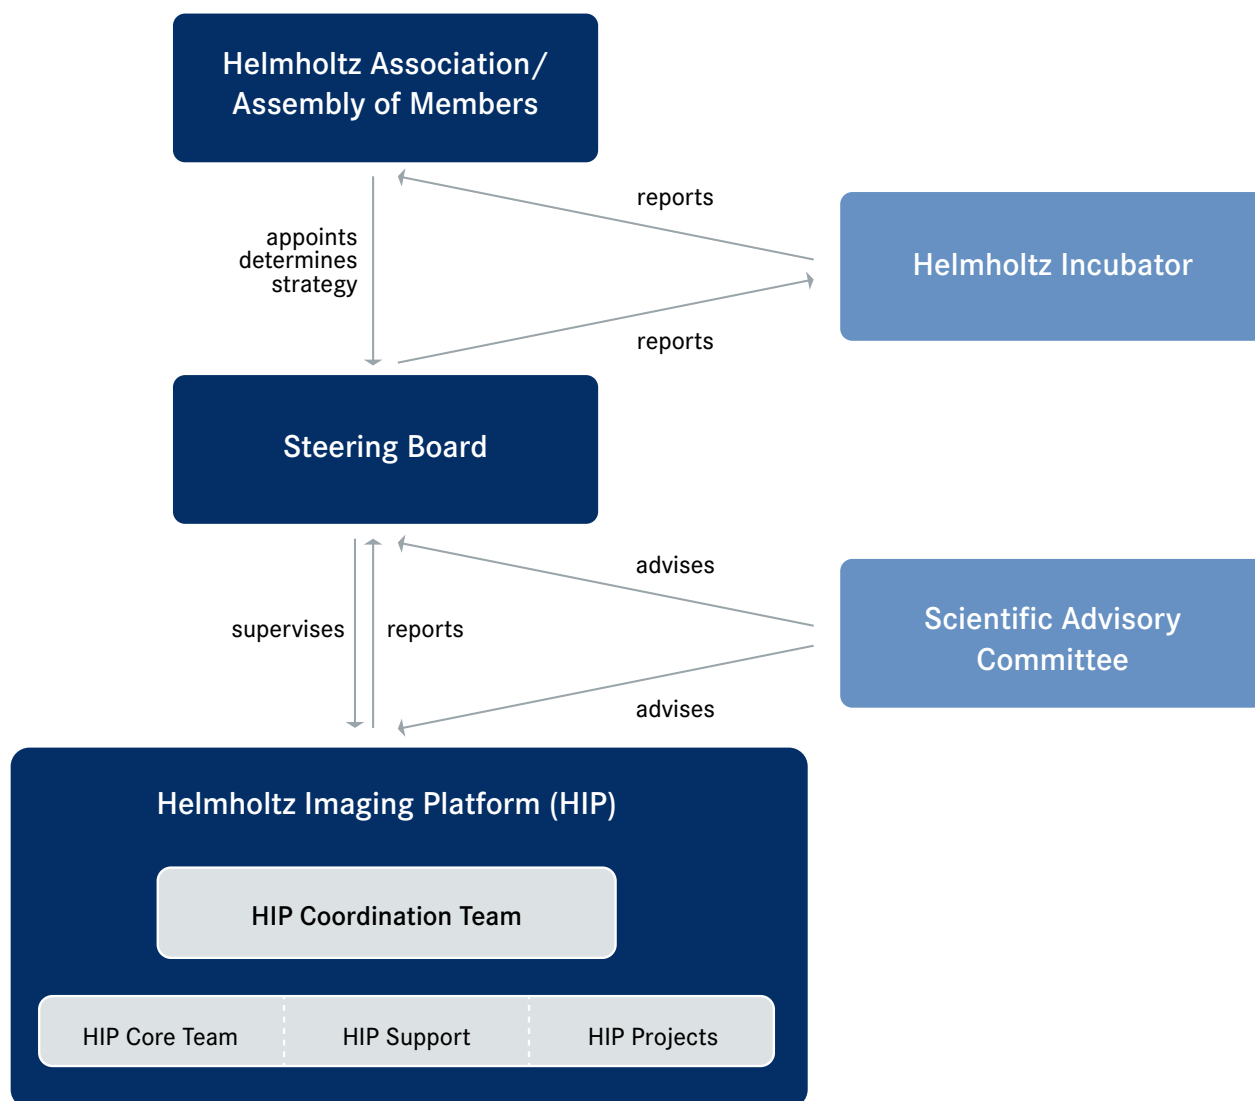 Helmholtz Association/
Assembly of Members
reports
appoints
determines
strategy
Helmholtz Incubator
reports
Steering Board
advises
supervises
reports
Scientific Advisory
Committee
advises
Helmholtz Imaging Platform (HIP)
HIP Coordination Team
HIP Core Team
HIP Support
HIP Projects